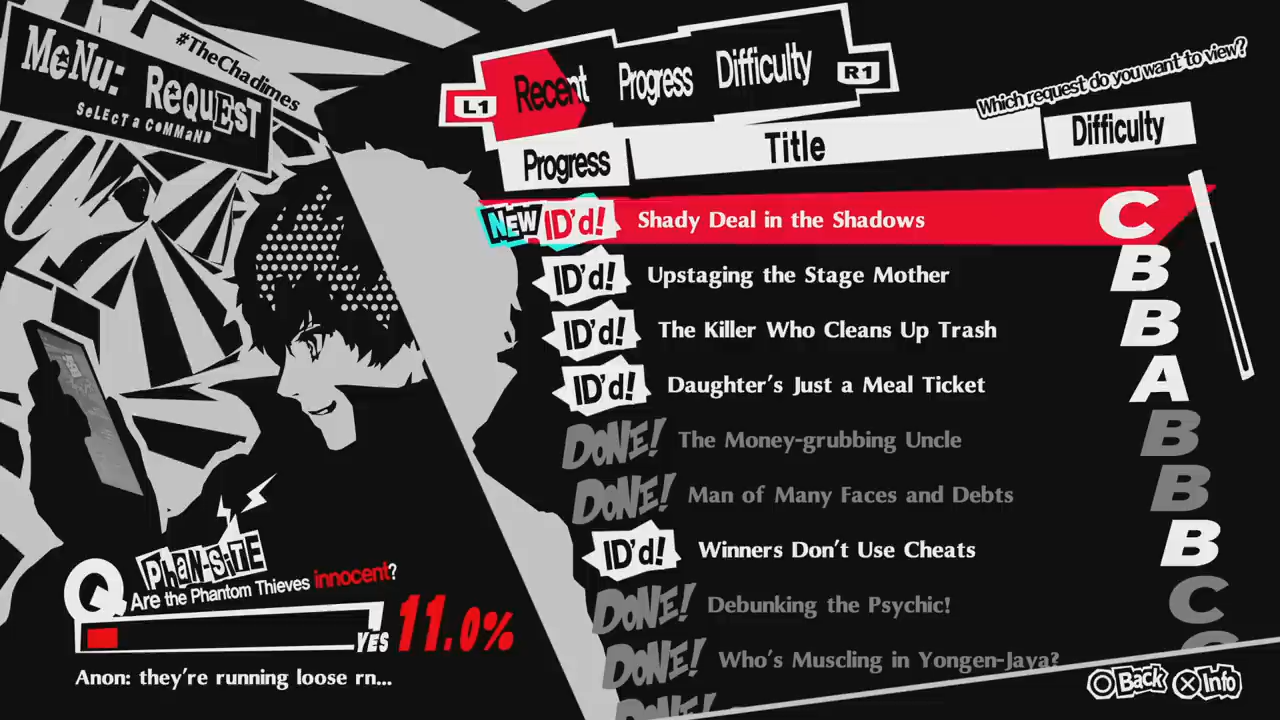 MeNu: RequEST
SeLEcT a CoMMaND
#TheChadimes
L1
Recent
Progress
Difficulty
R1
Which request do you want to view?
Progress
Title
Difficulty
NEW ID'd! Shady Deal in the Shadows C
ID'd! Upstaging the Stage Mother B
ID'd! The Killer Who Cleans Up Trash B
ID'd! Daughter's Just a Meal Ticket A
DONE! The Money-grubbing Uncle B
DONE! Man of Many Faces and Debts B
ID'd! Winners Don't Use Cheats B
DONE! Debunking the Psychic! C
DONE! Who's Muscling in Yongen-Jaya? C
DONE!
PhaN-SiTE
Q Are the Phantom Thieves innocent?
YES 11.0%
Anon: they're running loose rn...
Back
Info